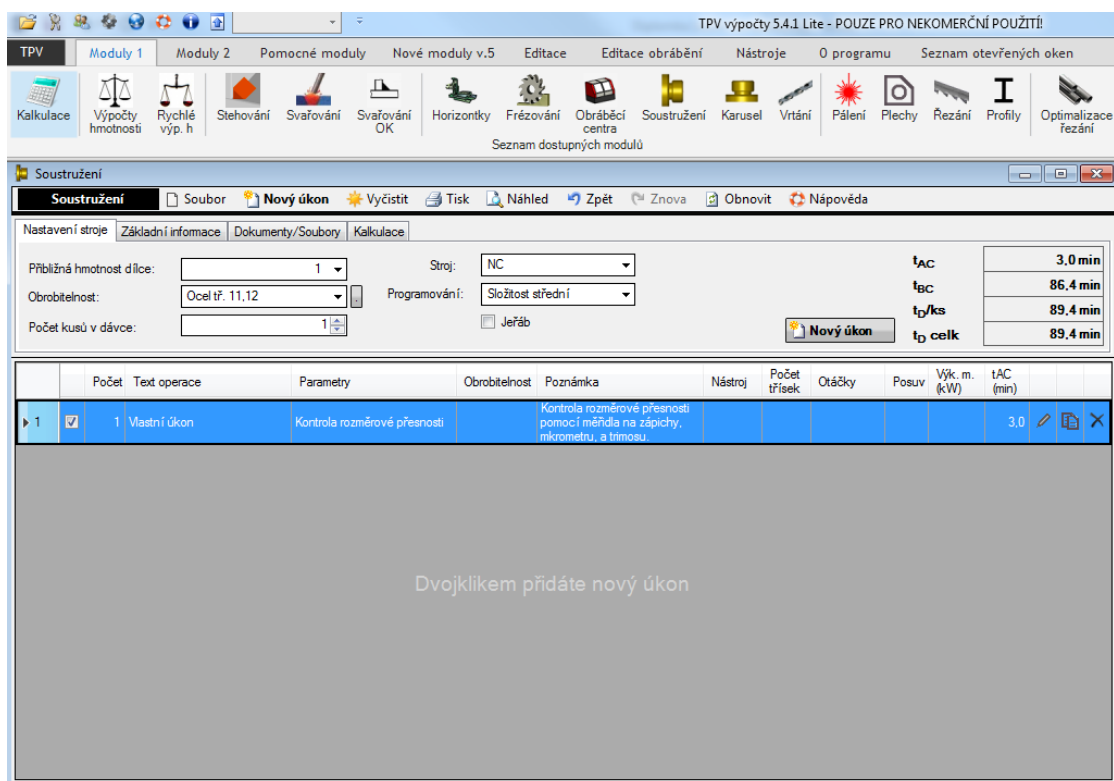 TPV výpočty 5.4.1 Lite - POUZE PRO NEKOMERČNÍ POUŽITÍ!
TPV Moduly 1 Moduly 2 Pomocné moduly Nové moduly v.5 Editace Editace obrábění Nástroje O programu Seznam otevřených oken
Kalkulace Výpočty hmotnosti Rychlé výp. h Stehování Svařování Svařování OK Horizontky Frézování Obráběcí centra Soustružení Karusel Vrtání Pálení Plechy Řezání Profily Optimalizace řezání
Seznam dostupných modulů
Soustružení
Soustružení Soubor Nový úkon Vyčistit Tisk Náhled Zpět Znova Obnovit Nápověda
Nastavení stroje Základní informace Dokumenty/Soubory Kalkulace
Přibližná hmotnost dílce: 1 Stroj: NC tAC 3,0 min
Obrobitelnost: Ocel tř. 11,12 . Programování: Složitost střední tBC 86,4 min
Počet kusů v dávce: 1 Jeřáb Nový úkon tD/ks 89,4 min
tD celk 89,4 min
Počet Text operace Parametry Obrobitelnost Poznámka Nástroj Počet třísek Otáčky Posuv Výk. m. (kW) tAC (min)
1 1 Vlastní úkon Kontrola rozměrové přesnosti Kontrola rozměrové přesnosti
pomocí měřidla na zápichy,
mkrometru, a trimosu. 3,0
Dvojklikem přidáte nový úkon